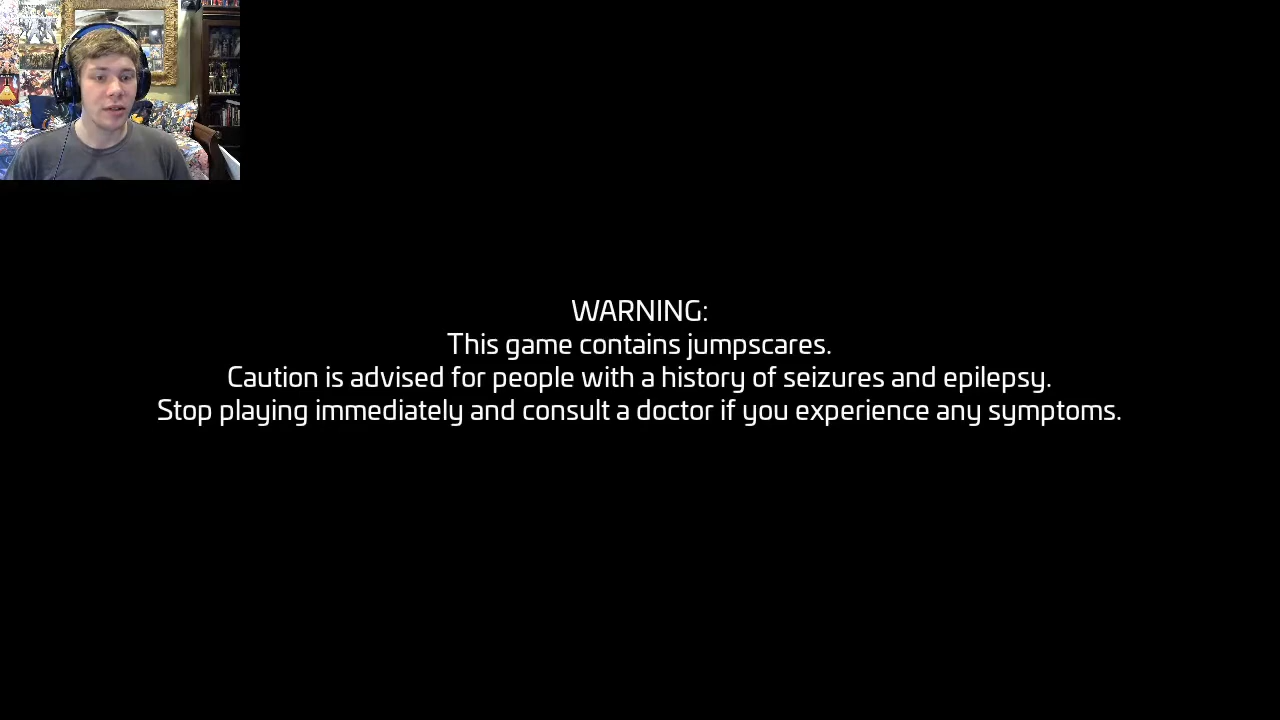 WARNING:
This game contains jumpscares.
Caution is advised for people with a history of seizures and epilepsy.
Stop playing immediately and consult a doctor if you experience any symptoms.